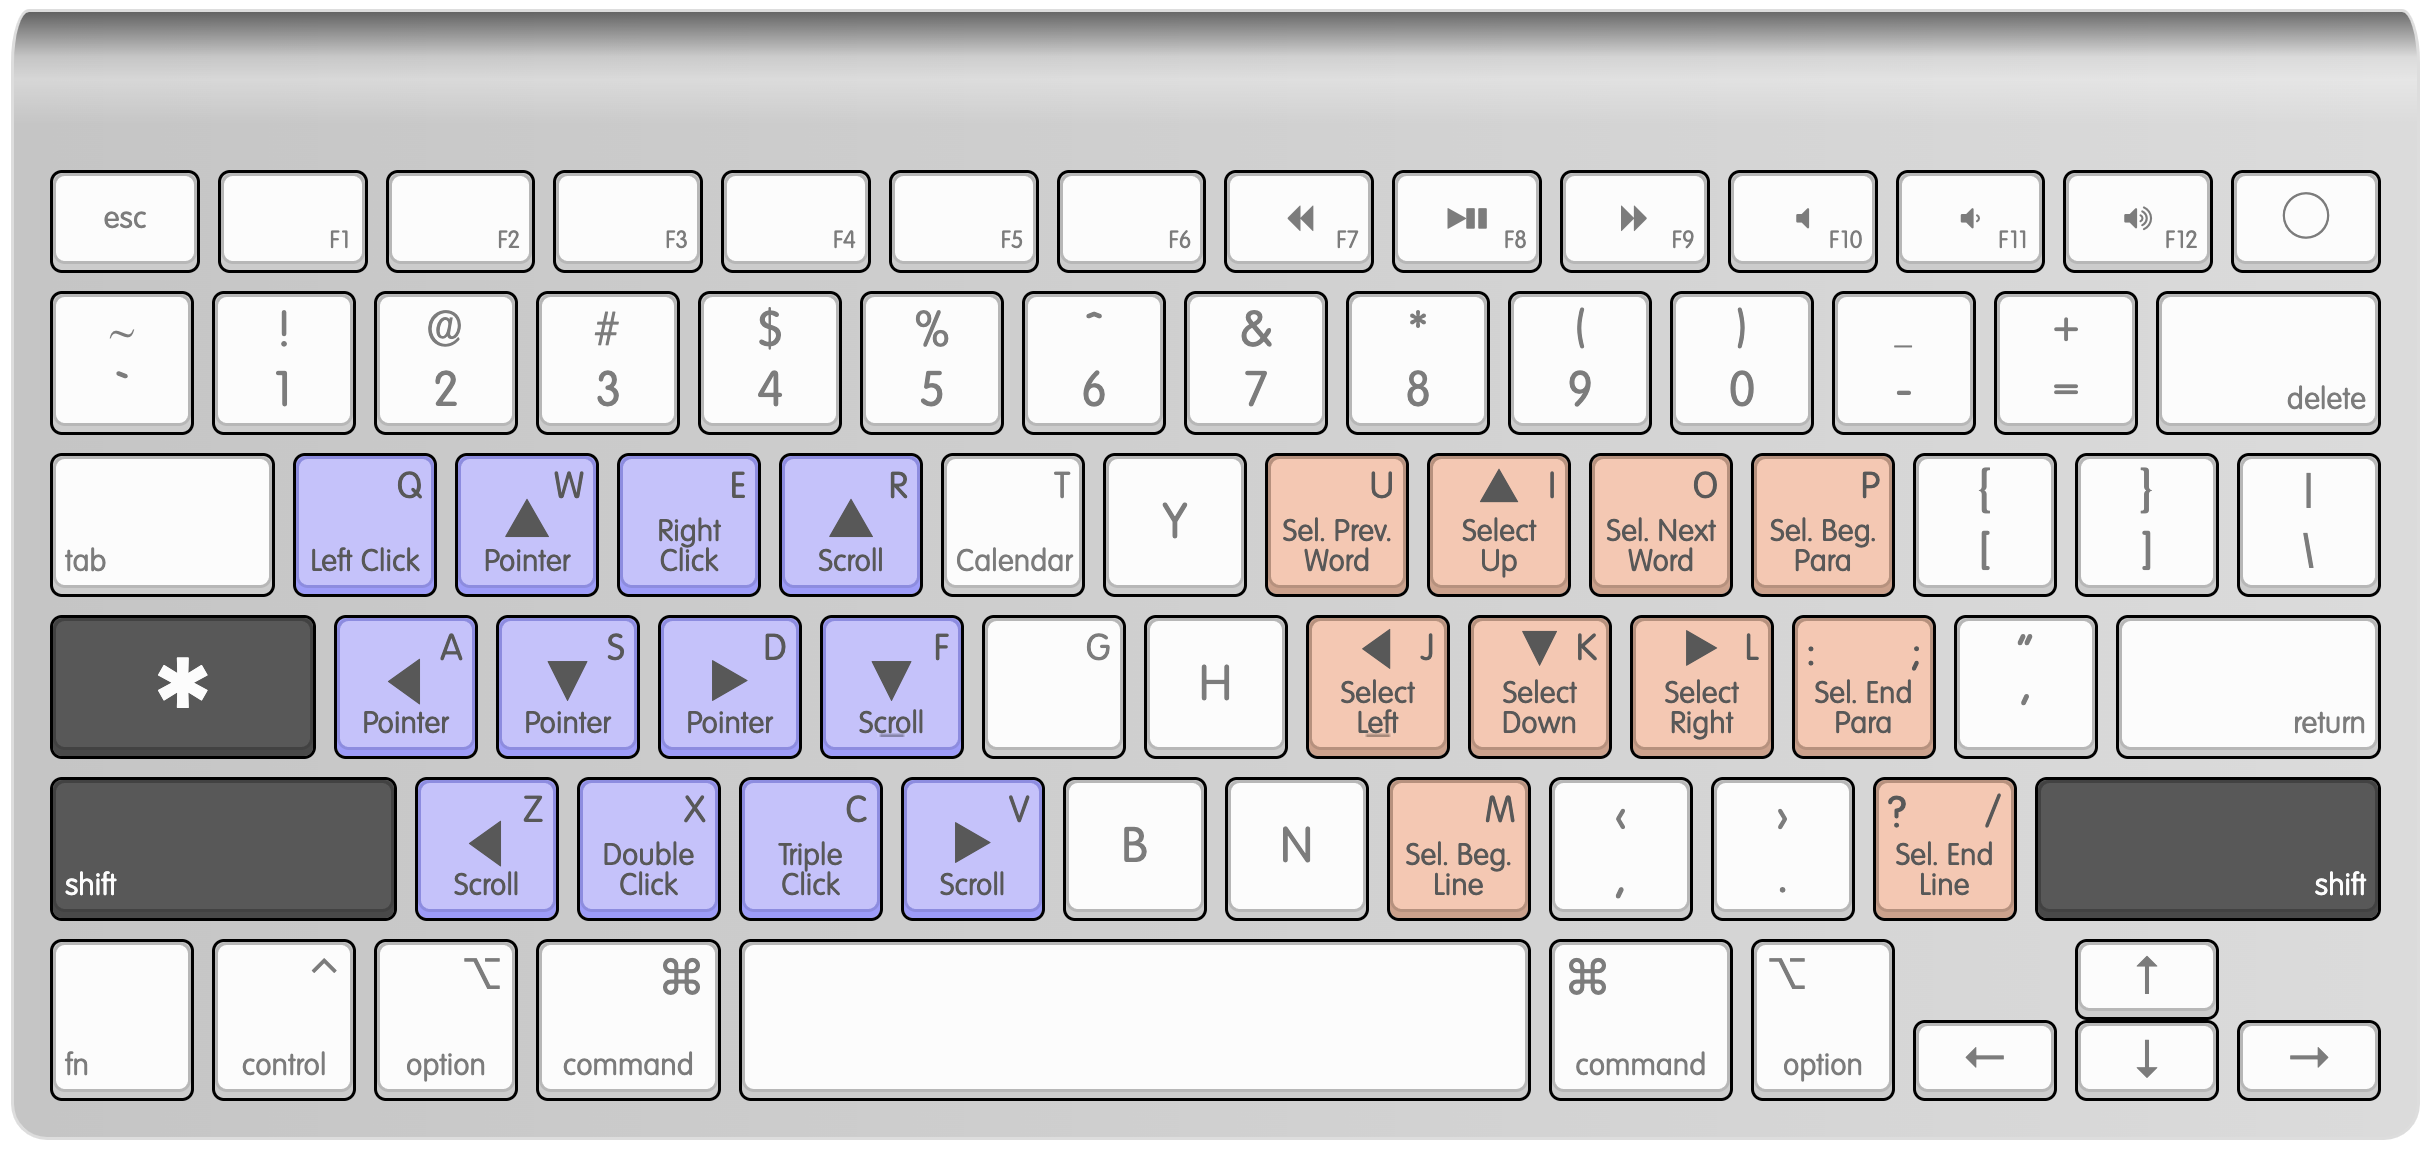 esc F1 F2 F3 F4 F5 F6 F7 F8 F9 F10 F11 F12
~ ! @ # $ % ^ & * ( ) _ +
` 1 2 3 4 5 6 7 8 9 0 - = delete
Q W E R T Y U I O P { } |
Right Sel. Prev. Select Sel. Next Sel. Beg. [ ] \
tab Left Click Pointer Click Scroll Calendar Word Up Word Para
A S D F G H J K L : ; "
* Select Select Select Sel. End '
Pointer Pointer Pointer Scroll Left Down Right Para return
Z X C V B N M < > ? /
Double Triple Sel. Beg. , . Sel. End
shift Scroll Click Click Scroll Line Line shift
^ ⌥ ⌘ ⌘ ⌥ ↑
fn control option command command option ← ↓ →